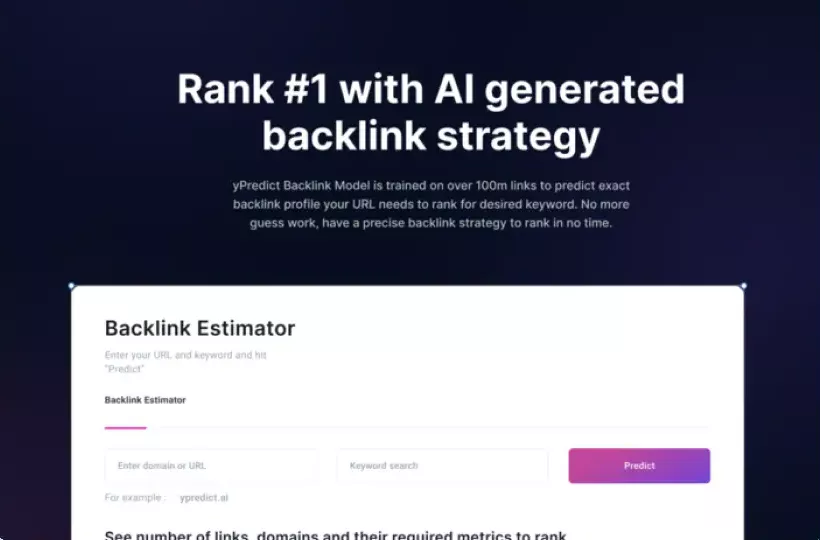 Rank #1 with AI generated
backlink strategy
yPredict Backlink Model is trained on over 100m links to predict exact
backlink profile your URL needs to rank for desired keyword. No more
guess work, have a precise backlink strategy to rank in no time.
Backlink Estimator
Enter your URL and keyword and hit
"Predict"
Backlink Estimator
Enter domain or URL
Keyword search
Predict
For example : ypredict.ai
See number of links, domains and their required metrics to rank